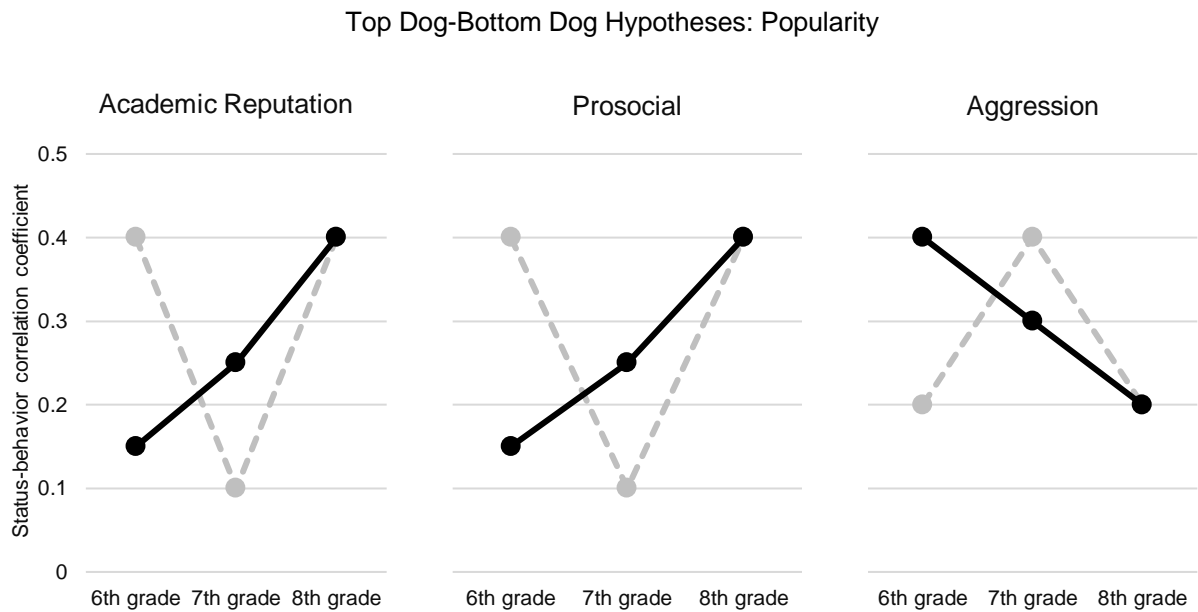 Top Dog-Bottom Dog Hypotheses: Popularity
Academic Reputation
Prosocial
Aggression
Status-behavior correlation coefficient
0.5
0.4
0.3
0.2
0.1
0
6th grade 7th grade 8th grade
6th grade 7th grade 8th grade
6th grade 7th grade 8th grade